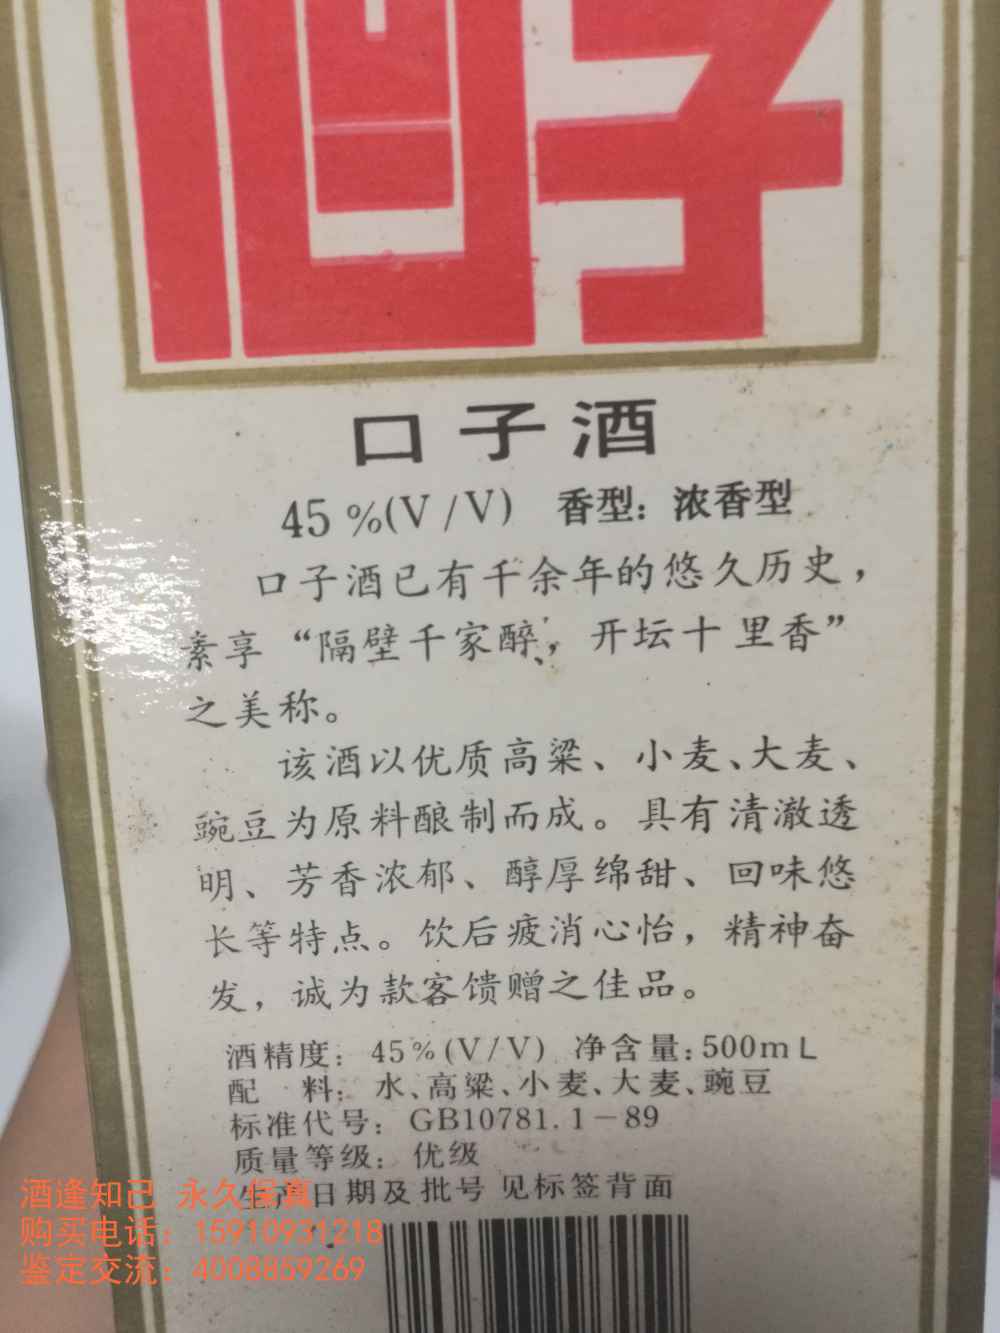 口子酒
45%(V/V) 香型：浓香型
口子酒已有千余年的悠久历史，
素享“隔壁千家醉，开坛十里香”
之美称。
该酒以优质高粱、小麦、大麦、
豌豆为原料酿制而成。具有清澈透
明、芳香浓郁、醇厚绵甜、回味悠
长等特点。饮后疲消心怡，精神奋
发，诚为款客馈赠之佳品。
酒精度：45%(V/V) 净含量：500mL
配 料：水、高粱、小麦、大麦、豌豆
标准代号：GB10781.1－89
质量等级：优级
生产日期及批号 见标签背面
酒逢知己 永久保真
购买电话：15910931218
鉴定交流：4008859269